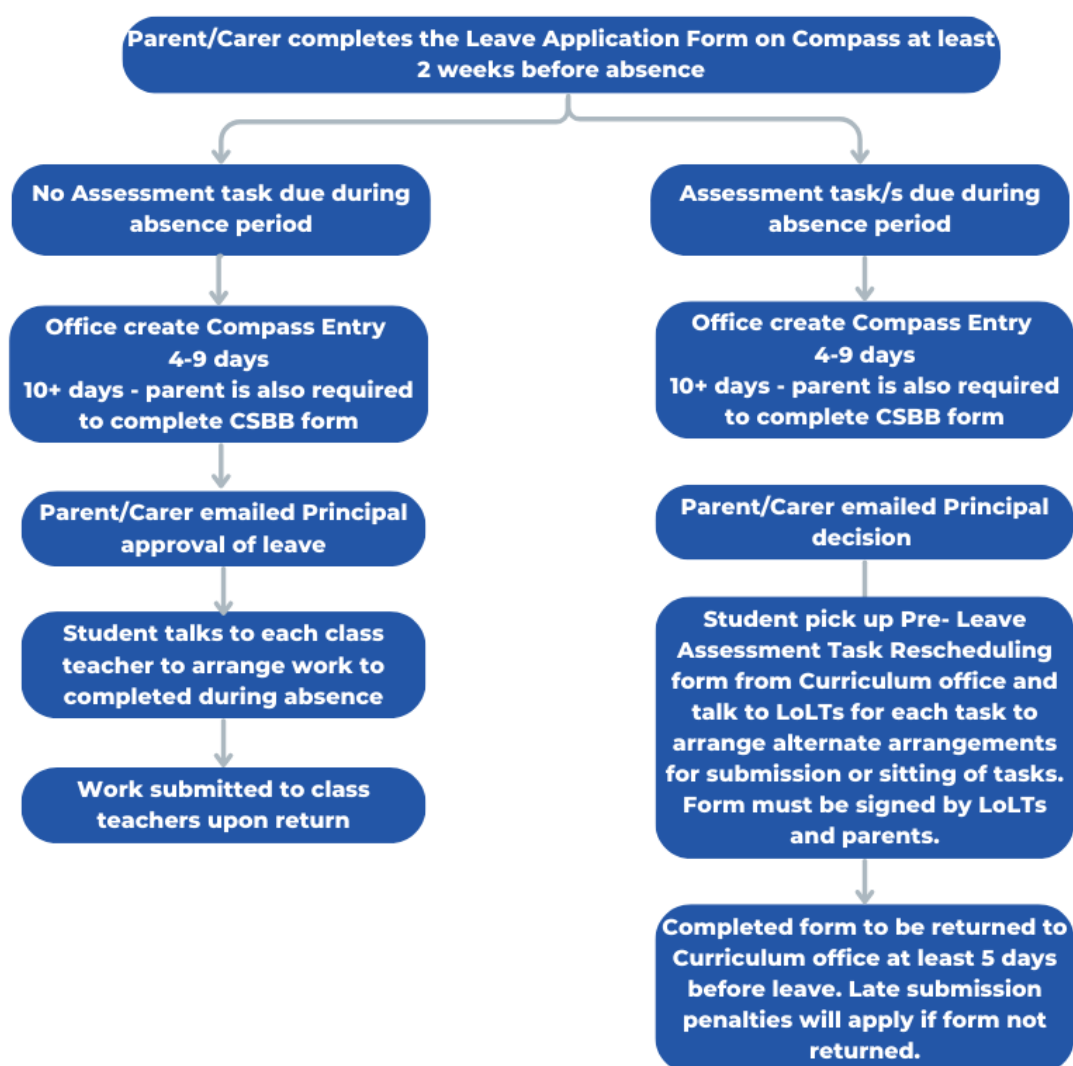 Parent/Carer completes the Leave Application Form on Compass at least
2 weeks before absence
No Assessment task due during
absence period
Office create Compass Entry
4-9 days
10+ days - parent is also required
to complete CSBB form
Parent/Carer emailed Principal
approval of leave
Student talks to each class
teacher to arrange work to
completed during absence
Work submitted to class
teachers upon return
Assessment task/s due during
absence period
Office create Compass Entry
4-9 days
10+ days - parent is also required
to complete CSBB form
Parent/Carer emailed Principal
decision
Student pick up Pre- Leave
Assessment Task Rescheduling
form from Curriculum office and
talk to LoLTs for each task to
arrange alternate arrangements
for submission or sitting of tasks.
Form must be signed by LoLTs
and parents.
Completed form to be returned to
Curriculum office at least 5 days
before leave. Late submission
penalties will apply if form not
returned.